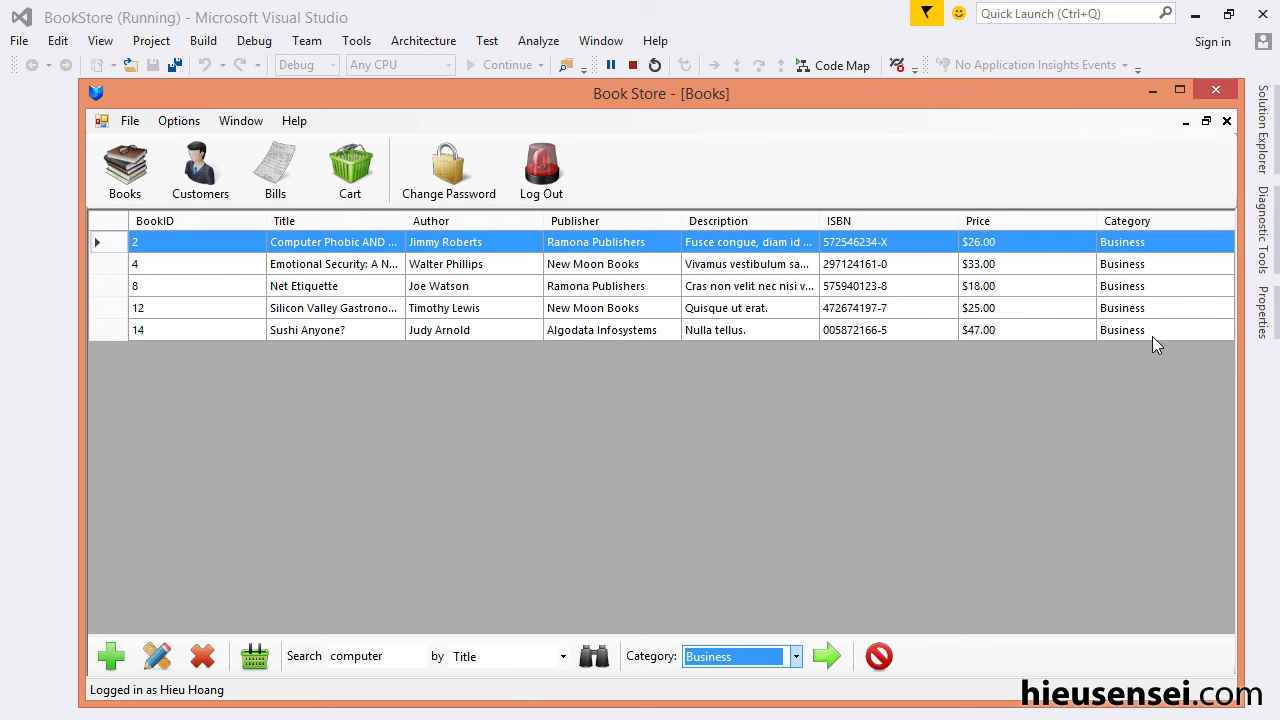 BookStore (Running) - Microsoft Visual Studio
Quick Launch (Ctrl+Q)
File Edit View Project Build Debug Team Tools Architecture Test Analyze Window Help
Sign in
Debug Any CPU Continue Code Map No Application Insights Events
Book Store - [Books]
File Options Window Help
Books Customers Bills Cart Change Password Log Out
BookID Title Author Publisher Description ISBN Price Category
2 Computer Phobic AND ... Jimmy Roberts Ramona Publishers Fusce congue, diam id ... 572546234-X $26.00 Business
4 Emotional Security: A N... Walter Phillips New Moon Books Vivamus vestibulum sa... 297124161-0 $33.00 Business
8 Net Etiquette Joe Watson Ramona Publishers Cras non velit nec nisi v... 575940123-8 $18.00 Business
12 Silicon Valley Gastrono... Timothy Lewis New Moon Books Quisque ut erat. 472674197-7 $25.00 Business
14 Sushi Anyone? Judy Arnold Algodata Infosystems Nulla tellus. 005872166-5 $47.00 Business
Search computer by Title Category: Business
Logged in as Hieu Hoang
Solution Explorer
Diagnostic Tools
Properties
hieusensei.com